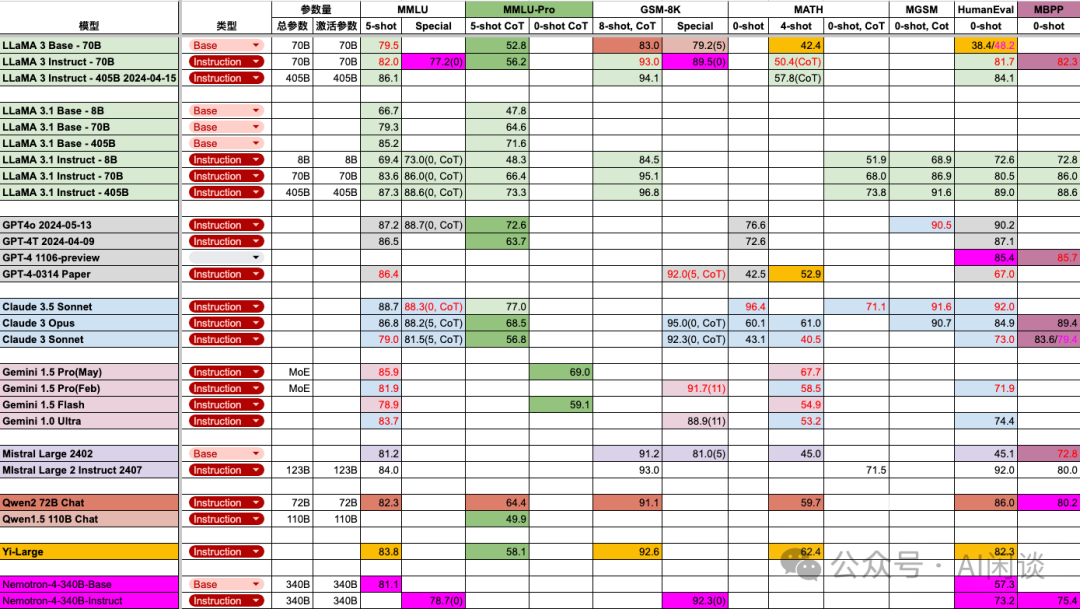 模型 类型 参数量 MMLU MMLU-Pro GSM-8K MATH MGSM HumanEval MBPP
总参数 激活参数 5-shot Special 5-shot CoT 0-shot CoT 8-shot, CoT Special 0-shot 4-shot 0-shot, CoT 0-shot, Cot 0-shot 0-shot
LLaMA 3 Base - 70B Base 70B 70B 79.5 52.8 83.0 79.2(5) 42.4 38.4/48.2
LLaMA 3 Instruct - 70B Instruction 70B 70B 82.0 77.2(0) 56.2 93.0 89.5(0) 50.4(CoT) 81.7 82.3
LLaMA 3 Instruct - 405B 2024-04-15 Instruction 405B 405B 86.1 94.1 57.8(CoT) 84.1
LLaMA 3.1 Base - 8B Base 66.7 47.8
LLaMA 3.1 Base - 70B Base 79.3 64.6
LLaMA 3.1 Base - 405B Base 85.2 71.6
LLaMA 3.1 Instruct - 8B Instruction 8B 8B 69.4 73.0(0, CoT) 48.3 84.5 51.9 68.9 72.6 72.8
LLaMA 3.1 Instruct - 70B Instruction 70B 70B 83.6 86.0(0, CoT) 66.4 95.1 68.0 86.9 80.5 86.0
LLaMA 3.1 Instruct - 405B Instruction 405B 405B 87.3 88.6(0, CoT) 73.3 96.8 73.8 91.6 89.0 88.6
GPT4o 2024-05-13 Instruction 87.2 88.7(0, CoT) 72.6 76.6 90.5 90.2
GPT-4T 2024-04-09 Instruction 86.5 63.7 72.6 87.1
GPT-4 1106-preview 85.4 85.7
GPT-4-0314 Paper Instruction 86.4 92.0(5, CoT) 42.5 52.9 67.0
Claude 3.5 Sonnet Instruction 88.7 88.3(0, CoT) 77.0 96.4 71.1 91.6 92.0
Claude 3 Opus Instruction 86.8 88.2(5, CoT) 68.5 95.0(0, CoT) 60.1 61.0 90.7 84.9 89.4
Claude 3 Sonnet Instruction 79.0 81.5(5, CoT) 56.8 92.3(0, CoT) 43.1 40.5 73.0 83.6/79.4
Gemini 1.5 Pro(May) Instruction MoE 85.9 69.0 67.7
Gemini 1.5 Pro(Feb) Instruction MoE 81.9 91.7(11) 58.5 71.9
Gemini 1.5 Flash Instruction 78.9 59.1 54.9
Gemini 1.0 Ultra Instruction 83.7 88.9(11) 53.2 74.4
Mistral Large 2402 Base 81.2 91.2 81.0(5) 45.0 45.1 72.8
MIstral Large 2 Instruct 2407 Instruction 123B 123B 84.0 93.0 71.5 92.0 80.0
Qwen2 72B Chat Instruction 72B 72B 82.3 64.4 91.1 59.7 86.0 80.2
Qwen1.5 110B Chat Instruction 110B 110B 49.9
Yi-Large Instruction 83.8 58.1 92.6 62.4 82.3
公众号 · AI闲谈
Nemotron-4-340B-Base Base 340B 340B 81.1 57.3
Nemotron-4-340B-Instruct Instruction 340B 340B 78.7(0) 92.3(0) 73.2 75.4